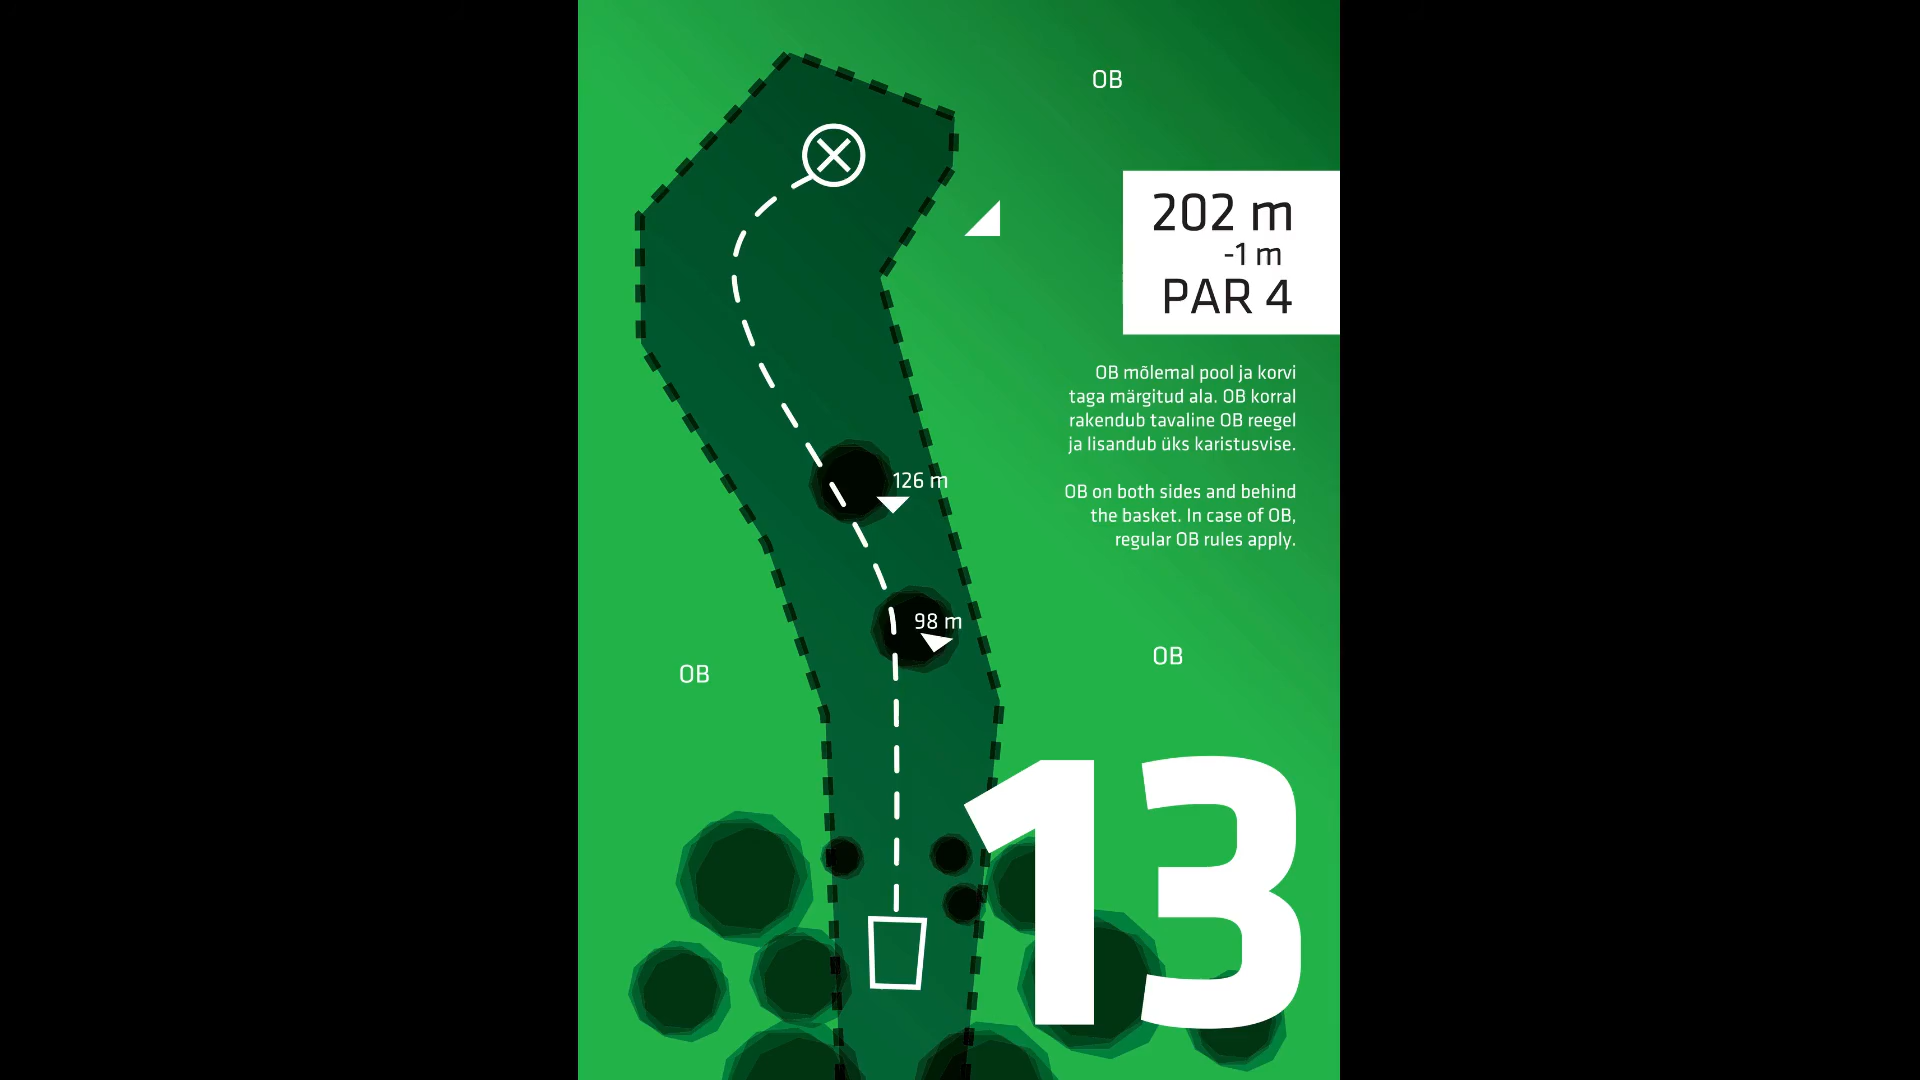 OB
202 m
-1 m
PAR 4
OB mõlemal pool ja korvi
taga märgitud ala. OB korral
rakendub tavaline OB reegel
ja lisandub üks karistusvise.
OB on both sides and behind
the basket. In case of OB,
regular OB rules apply.
126 m
98 m
OB
OB
13